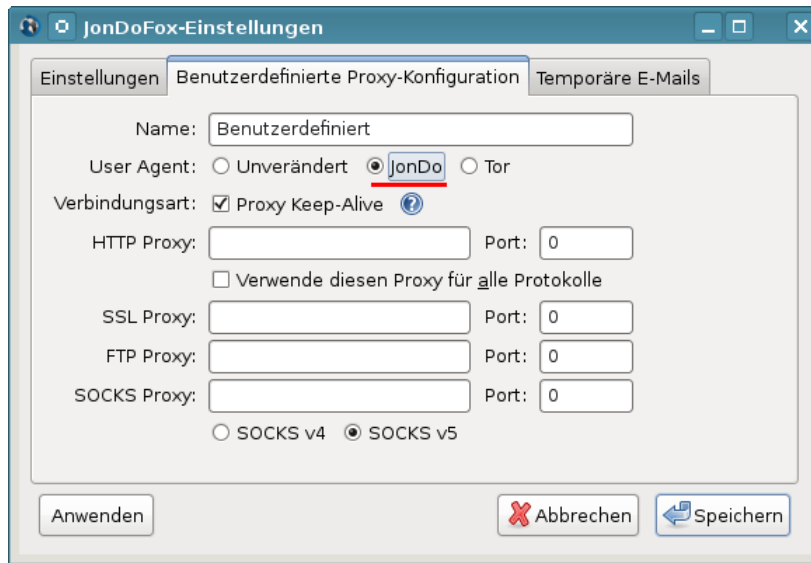 JonDoFox-Einstellungen
Einstellungen Benutzerdefinierte Proxy-Konfiguration Temporäre E-Mails
Name: Benutzerdefiniert
User Agent: Unverändert JonDo Tor
Verbindungsart: Proxy Keep-Alive ?
HTTP Proxy: Port: 0
Verwende diesen Proxy für alle Protokolle
SSL Proxy: Port: 0
FTP Proxy: Port: 0
SOCKS Proxy: Port: 0
SOCKS v4 SOCKS v5
Anwenden Abbrechen Speichern